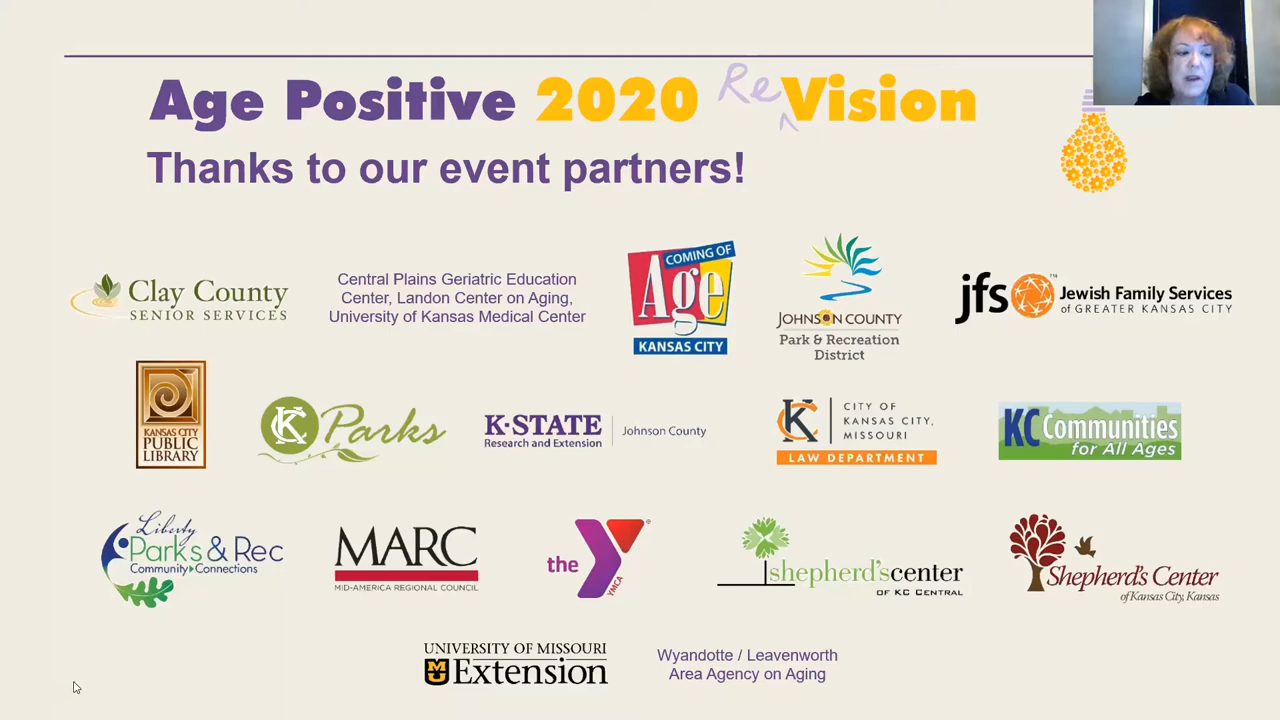 Age Positive 2020 ReVision
Thanks to our event partners!
Clay County
SENIOR SERVICES
Central Plains Geriatric Education
Center, Landon Center on Aging,
University of Kansas Medical Center
COMING OF
Age
KANSAS CITY
JOHNSON COUNTY
Park & Recreation
District
jfs
Jewish Family Services
of GREATER KANSAS CITY
KANSAS CITY
PUBLIC
LIBRARY
KC Parks
K-STATE
Research and Extension
Johnson County
KC
CITY OF
KANSAS CITY,
MISSOURI
LAW DEPARTMENT
KC Communities
for All Ages
Liberty
Parks & Rec
Community Connections
MARC
MID-AMERICA REGIONAL COUNCIL
the Y
YMCA
shepherd'scenter
OF KC CENTRAL
Shepherd's Center
of Kansas City, Kansas
UNIVERSITY OF MISSOURI
MU Extension
Wyandotte / Leavenworth
Area Agency on Aging